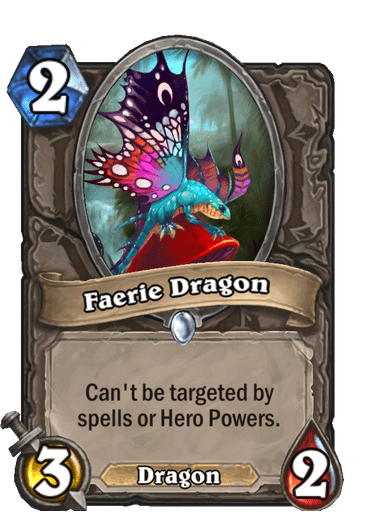 2
Faerie Dragon
Can't be targeted by
spells or Hero Powers.
3
Dragon
2